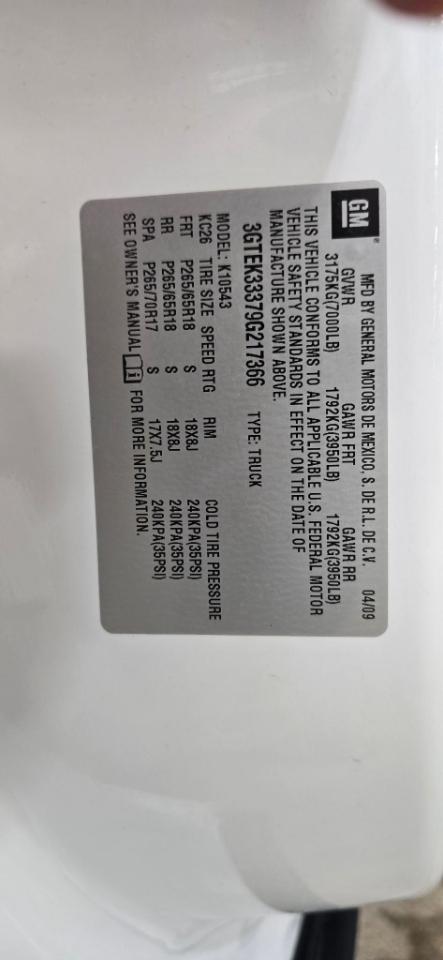 GM®
MFD BY GENERAL MOTORS DE MEXICO, S. DE R.L. DE C.V. 04/09
GVWR GAWR FRT GAWR RR
3175KG(7000LB) 1792KG(3950LB) 1792KG(3950LB)
THIS VEHICLE CONFORMS TO ALL APPLICABLE U.S. FEDERAL MOTOR
VEHICLE SAFETY STANDARDS IN EFFECT ON THE DATE OF
MANUFACTURE SHOWN ABOVE.
3GTEK33379G217366 TYPE: TRUCK
MODEL: K10543
KC26 TIRE SIZE SPEED RTG RIM COLD TIRE PRESSURE
FRT P265/65R18 S 18X8J 240KPA(35PSI)
RR P265/65R18 S 18X8J 240KPA(35PSI)
SPA P265/70R17 S 17X7.5J 240KPA(35PSI)
SEE OWNER'S MANUAL i FOR MORE INFORMATION.